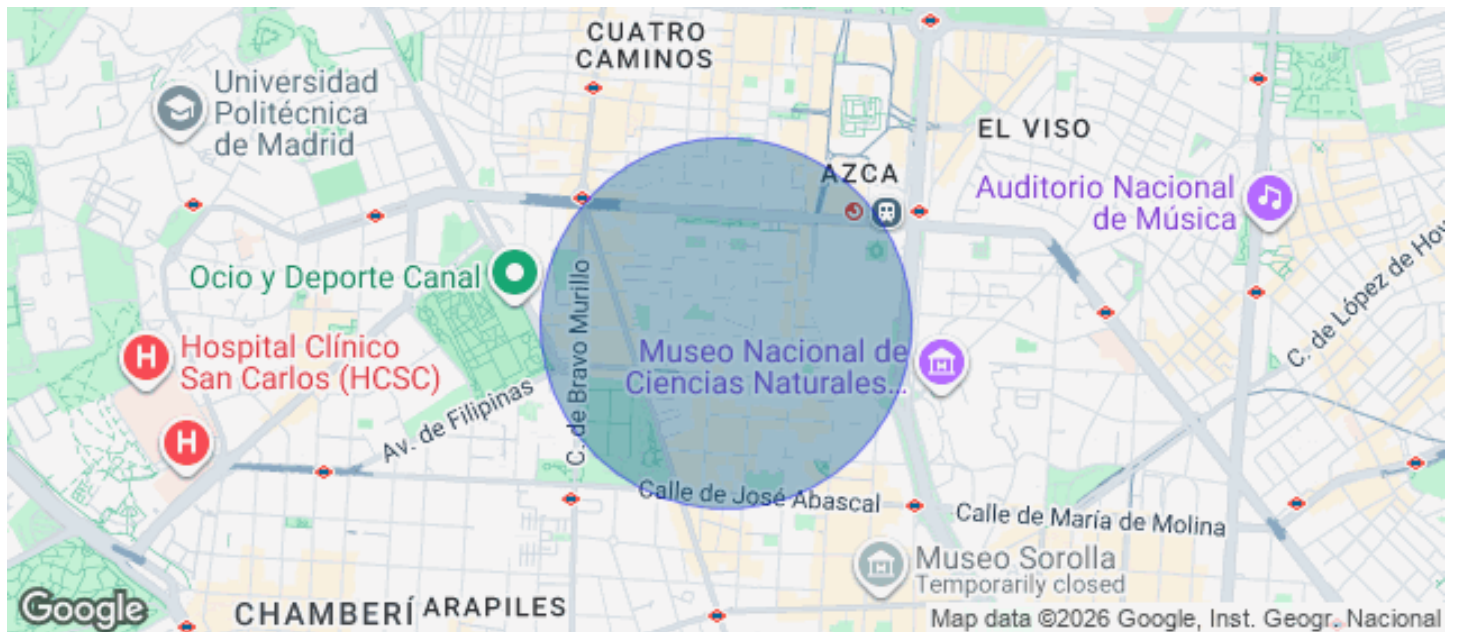 CUATRO
CAMINOS
Universidad
Politécnica
de Madrid
EL VISO
AZCA
Auditorio Nacional
de Música
Ocio y Deporte Canal
C. de Bravo Murillo
C. de López de Hoy
Hospital Clínico
San Carlos (HCSC)
H
H
Museo Nacional de
Ciencias Naturales...
Av. de Filipinas
Calle de José Abascal
Calle de María de Molina
Museo Sorolla
Temporarily closed
CHAMBERÍ
ARAPILES
Google
Map data ©2026 Google, Inst. Geogr. Nacional